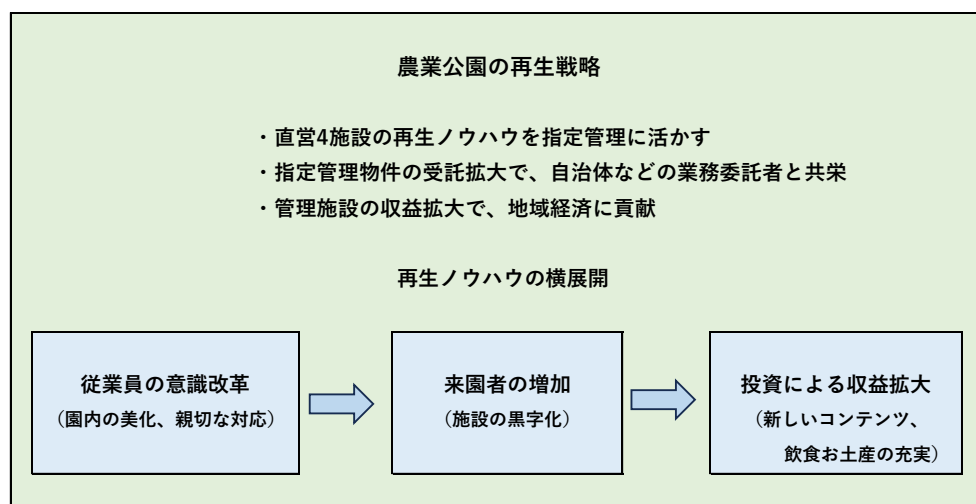 農業公園の再生戦略
・直営4施設の再生ノウハウを指定管理に活かす
・指定管理物件の受託拡大で、自治体などの業務委託者と共栄
・管理施設の収益拡大で、地域経済に貢献
再生ノウハウの横展開
従業員の意識改革
（園内の美化、親切な対応）
来園者の増加
（施設の黒字化）
投資による収益拡大
（新しいコンテンツ、
飲食お土産の充実）